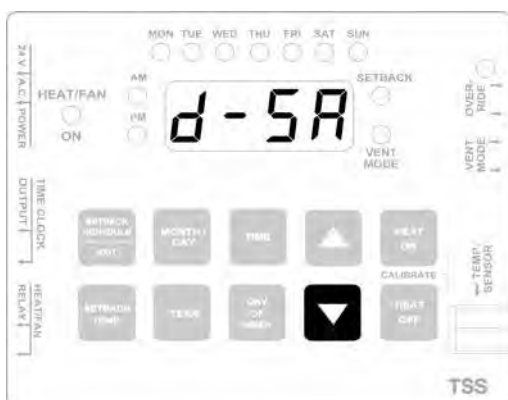 MON TUE WED THU FRI SAT SUN
24 V A.C. POWER
HEAT/FAN
ON
AM
PM
d-SA
SETBACK
VENT
MODE
OVER-
RIDE
VENT
MODE
TIME CLOCK
OUTPUT
HEAT/FAN
RELAY
SETBACK
SCHEDULE
MONTH /
DAY
TIME
HEAT
ON
CALIBRATE
SETBACK
TEMP
DAY
OF
WEEK
HEAT
OFF
TEMP.
SENSOR
TSS